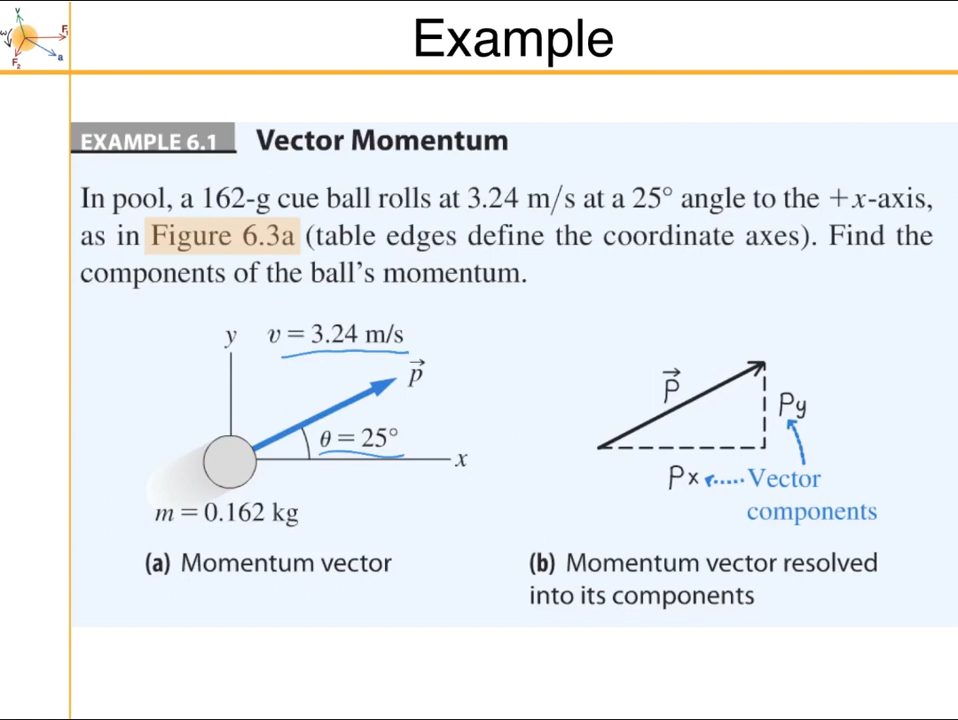 y
F₁
ω
a
F₂
Example
EXAMPLE 6.1 Vector Momentum
In pool, a 162-g cue ball rolls at 3.24 m/s at a 25° angle to the +x-axis,
as in Figure 6.3a (table edges define the coordinate axes). Find the
components of the ball's momentum.
y
v = 3.24 m/s
p⃗
θ = 25°
x
m = 0.162 kg
(a) Momentum vector
p⃗
Py
Px
Vector
components
(b) Momentum vector resolved
into its components